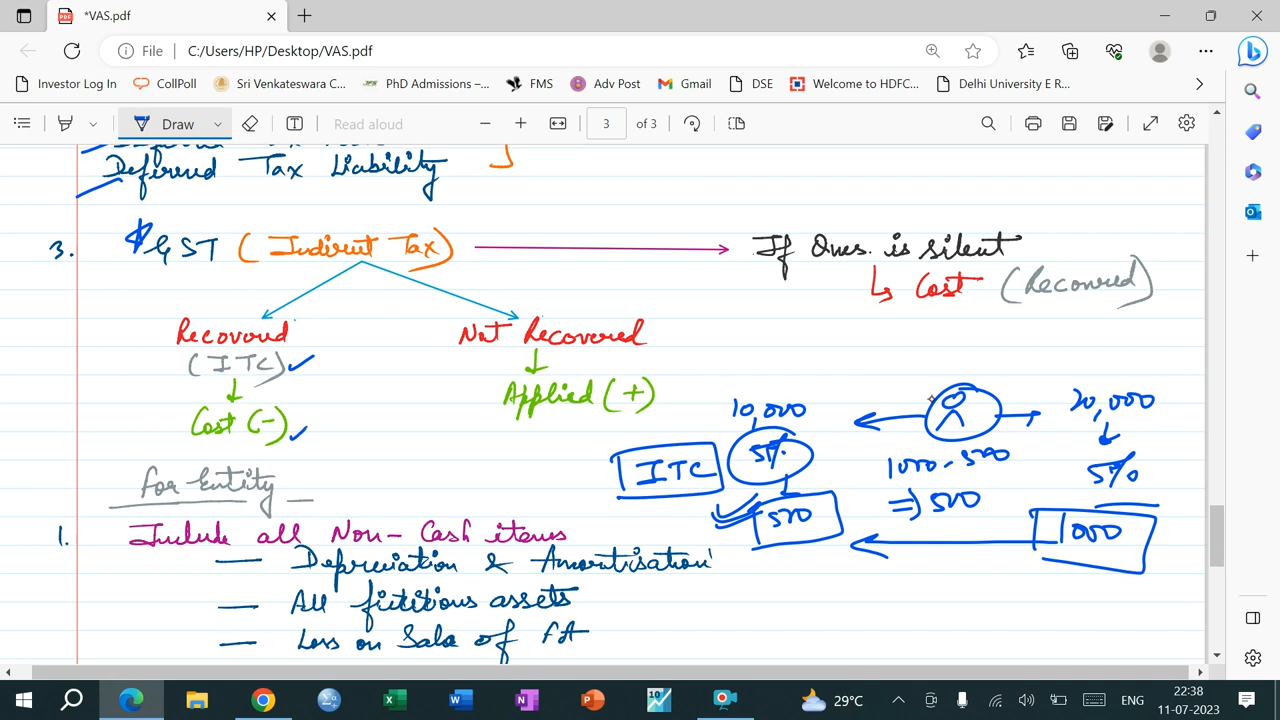 *VAS.pdf
File C:/Users/HP/Desktop/VAS.pdf
Investor Log In CollPoll Sri Venkateswara C... PhD Admissions –... FMS Adv Post Gmail DSE Welcome to HDFC... Delhi University E R...
Draw Read aloud 3 of 3
Deferred Tax Liability
3. GST (Indirect Tax) If Ques. is silent
Cost (Recovered)
Recovered Not Recovered
(ITC)
Applied (+)
Cost (-)
10,000 20,000
5% 1000-500 5%
ITC
500 => 500 1000
for Entity
1. Include all Non-Cash items
— Depreciation & Amortisation
— All fictitious assets
— Loss on Sale of FA
29°C ENG 22:38
11-07-2023